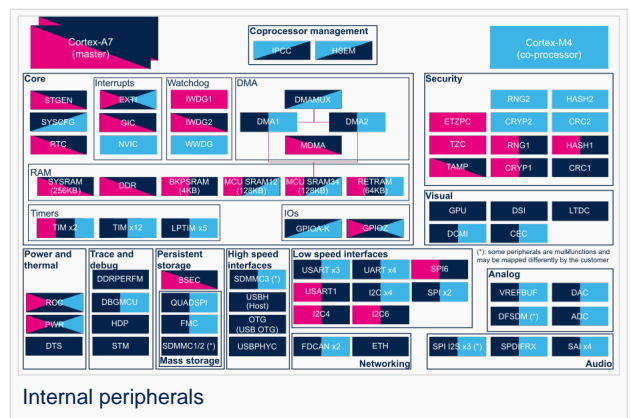 Cortex-A7
(master)
Coprocessor management
IPCC
HSEM
Cortex-M4
(co-processor)
Core
STGEN
SYSCFG
RTC
Interrupts
EXTI
GIC
NVIC
Watchdog
IWDG1
IWDG2
WWDG
DMA
DMAMUX
DMA1
DMA2
MDMA
Security
RNG2
HASH2
ETZPC
CRYP2
CRC2
TZC
RNG1
HASH1
TAMP
CRYP1
CRC1
RAM
SYSRAM
(256KB)
DDR
BKPSRAM
(4KB)
MCU SRAM12
(128KB)
MCU SRAM34
(128KB)
RETRAM
(64KB)
Timers
TIM x2
TIM x12
LPTIM x5
IOs
GPIOA-K
GPIOZ
Visual
GPU
DSI
LTDC
DCMI
CEC
Power and
thermal
RCC
PWR
DTS
Trace and
debug
DDRPERFM
DBGMCU
HDP
STM
Persistent
storage
BSEC
QUADSPI
FMC
SDMMC1/2 (*)
Mass storage
High speed
interfaces
SDMMC3 (*)
USBH
(Host)
OTG
(USB OTG)
USBPHYC
Low speed interfaces
USART x3
UART x4
SPI6
USART1
I2C x4
SPI x2
I2C4
I2C6
FDCAN x2
ETH
Networking
(*): some peripherals are multifunctions and
may be mapped differently by the customer
Analog
VREFBUF
DAC
DFSDM (*)
ADC
SPI I2S x3 (*)
SPDIFRX
SAI x4
Audio
Internal peripherals